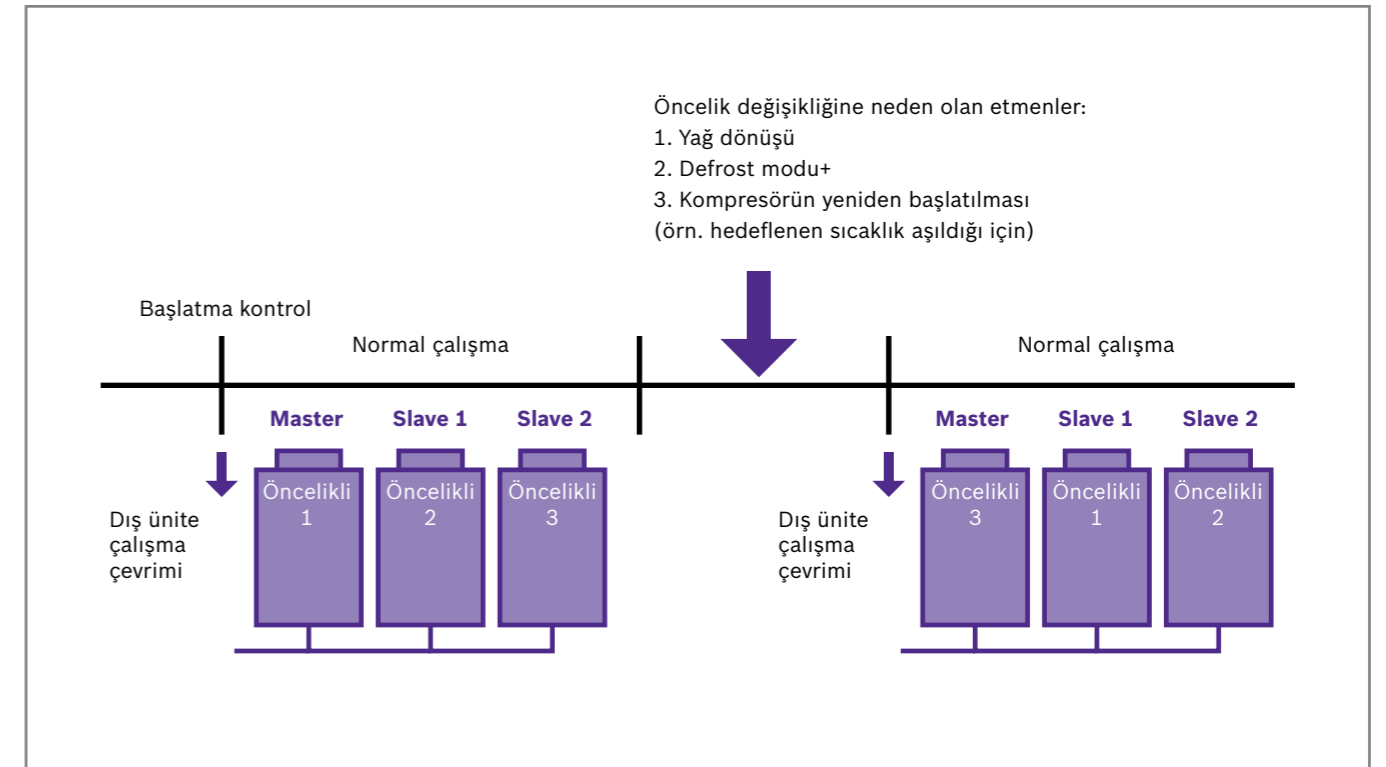 Öncelik değişikliğine neden olan etmenler:
1. Yağ dönüşü
2. Defrost modu+
3. Kompresörün yeniden başlatılması
(örn. hedeflenen sıcaklık aşıldığı için)
Başlatma kontrol
Normal çalışma
Normal çalışma
Master
Slave 1
Slave 2
Öncelikli
1
Öncelikli
2
Öncelikli
3
Dış ünite
çalışma
çevrimi
Master
Slave 1
Slave 2
Öncelikli
3
Öncelikli
1
Öncelikli
2
Dış ünite
çalışma
çevrimi